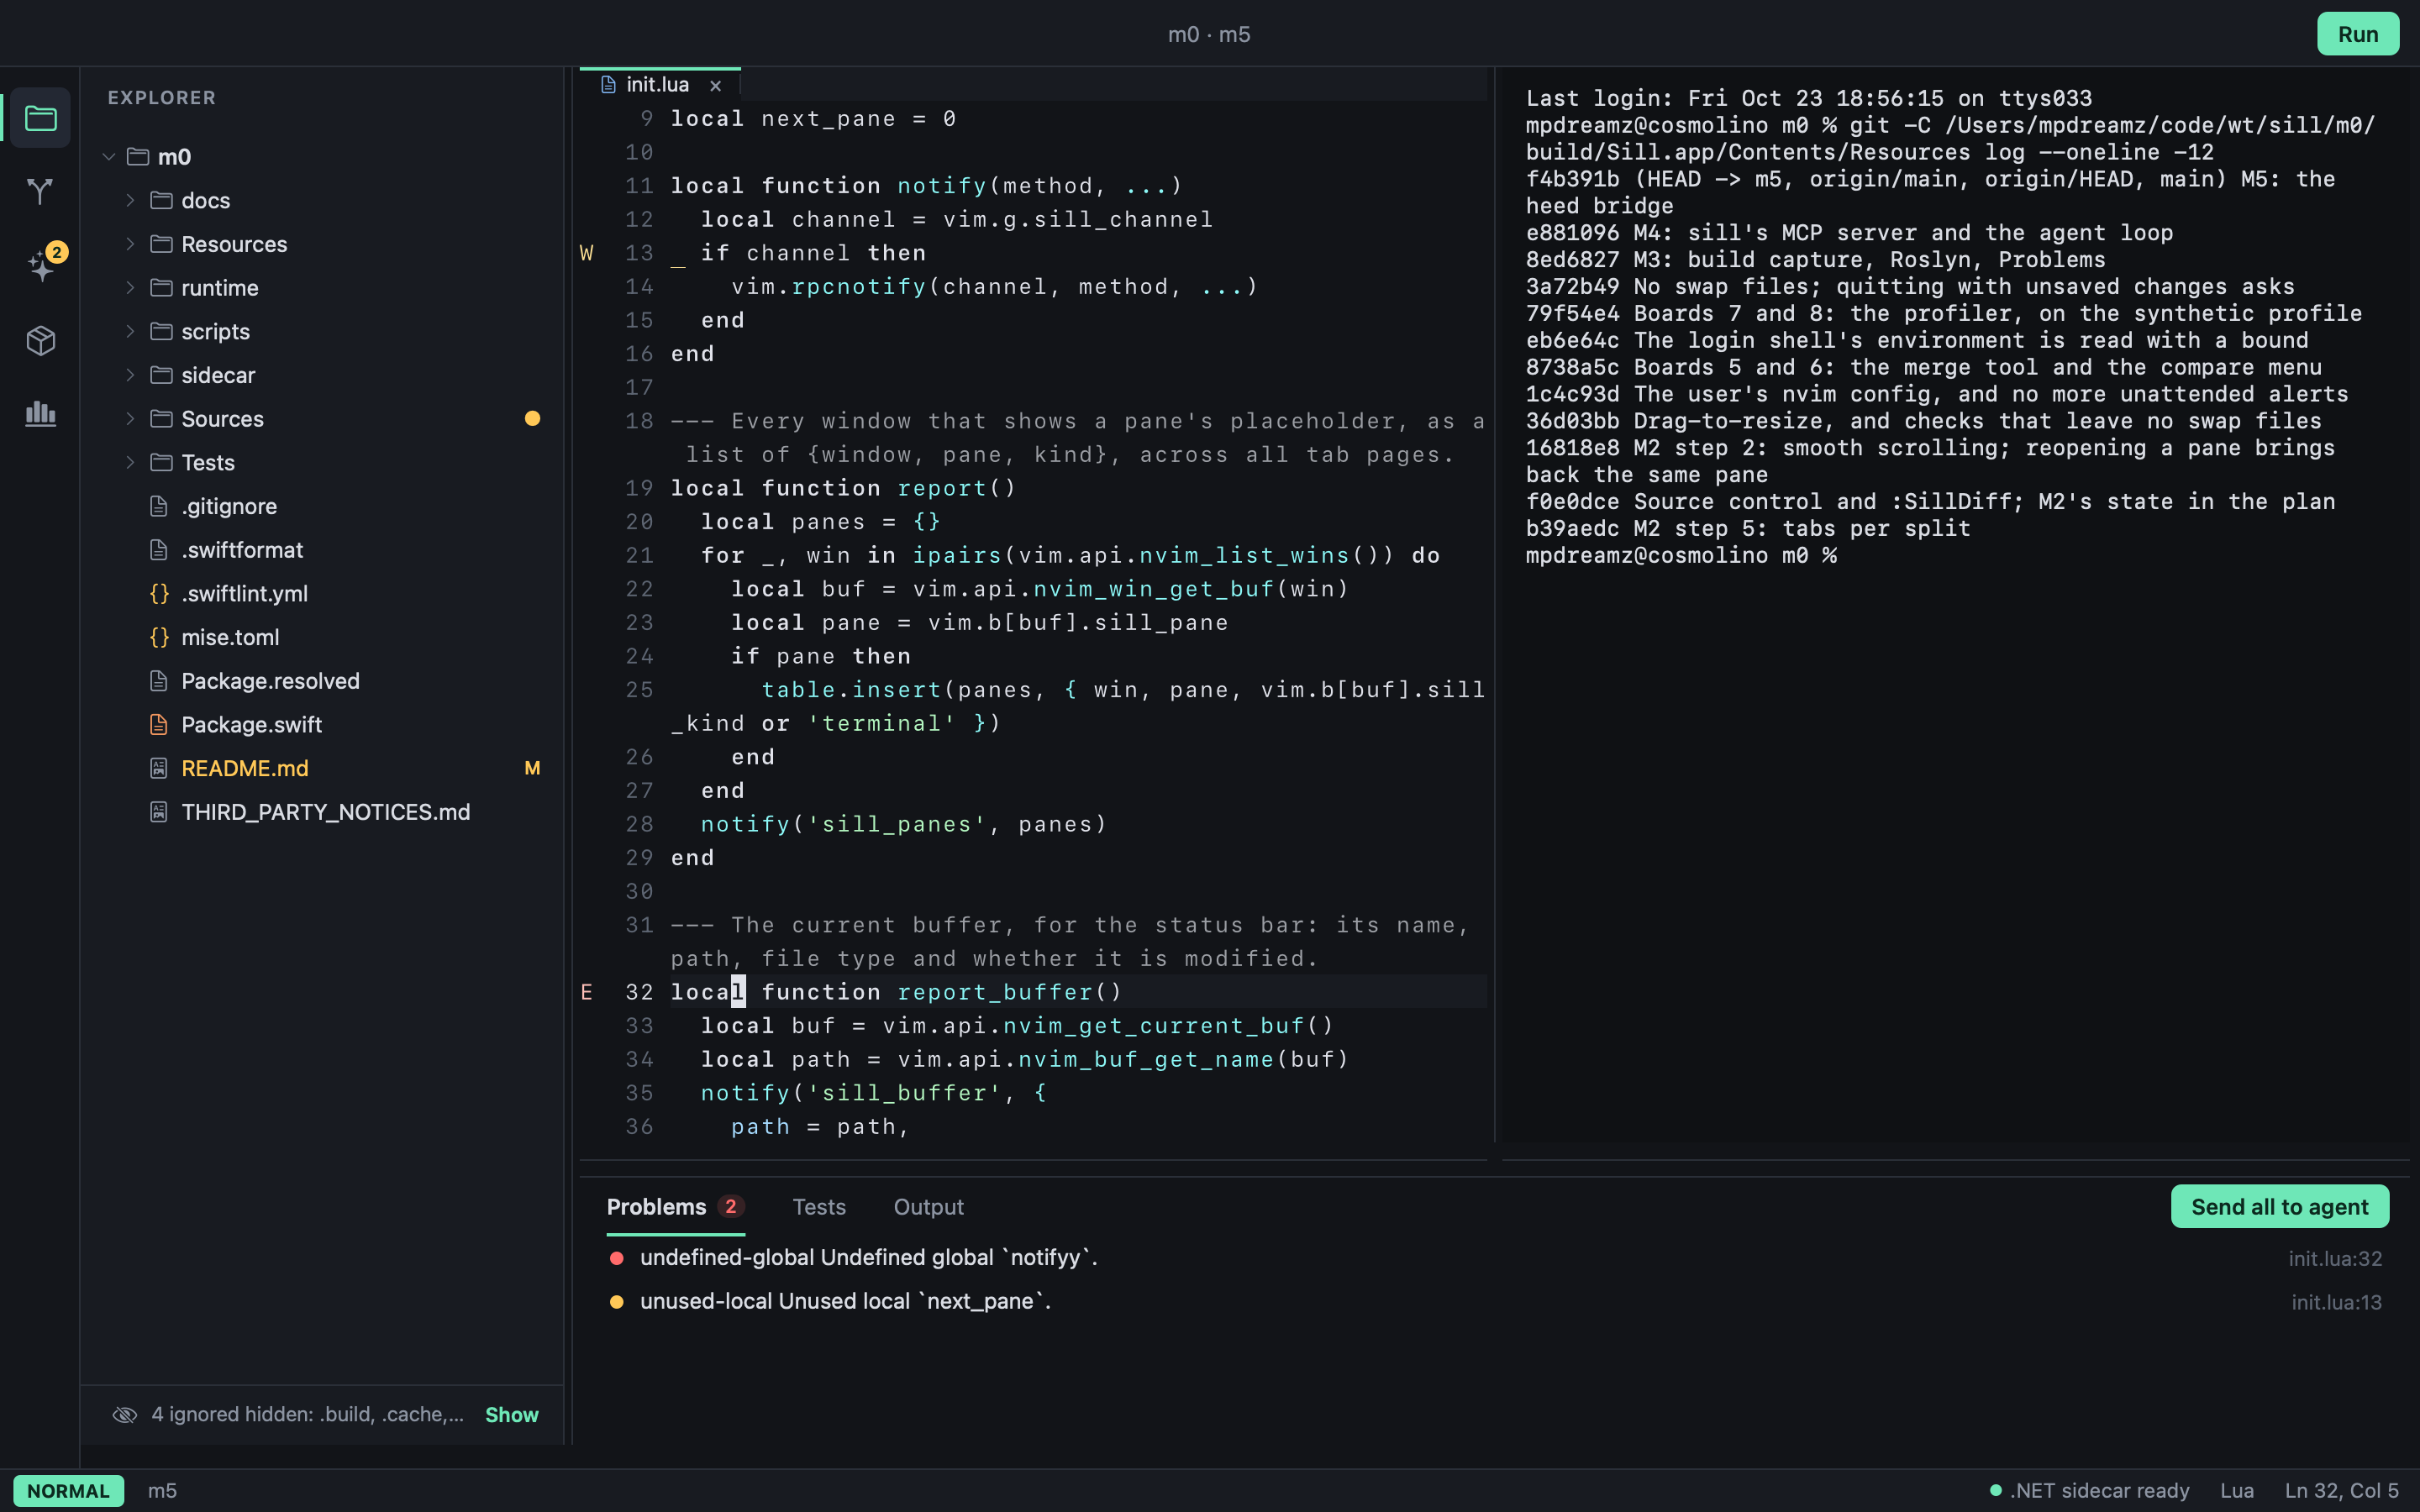 m0 · m5
Run
EXPLORER
m0
docs
Resources
runtime
scripts
sidecar
Sources
Tests
.gitignore
.swiftformat
{} .swiftlint.yml
{} mise.toml
Package.resolved
Package.swift
README.md M
THIRD_PARTY_NOTICES.md
4 ignored hidden: .build, .cache,... Show
2
init.lua ×
9 local next_pane = 0
10
11 local function notify(method, ...)
12   local channel = vim.g.sill_channel
W 13 _ if channel then
14     vim.rpcnotify(channel, method, ...)
15   end
16 end
17
18 --- Every window that shows a pane's placeholder, as a
list of {window, pane, kind}, across all tab pages.
19 local function report()
20   local panes = {}
21   for _, win in ipairs(vim.api.nvim_list_wins()) do
22     local buf = vim.api.nvim_win_get_buf(win)
23     local pane = vim.b[buf].sill_pane
24     if pane then
25       table.insert(panes, { win, pane, vim.b[buf].sill
_kind or 'terminal' })
26     end
27   end
28   notify('sill_panes', panes)
29 end
30
31 --- The current buffer, for the status bar: its name,
path, file type and whether it is modified.
E 32 local function report_buffer()
33   local buf = vim.api.nvim_get_current_buf()
34   local path = vim.api.nvim_buf_get_name(buf)
35   notify('sill_buffer', {
36     path = path,
Last login: Fri Oct 23 18:56:15 on ttys033
mpdreamz@cosmolino m0 % git -C /Users/mpdreamz/code/wt/sill/m0/
build/Sill.app/Contents/Resources log --oneline -12
f4b391b (HEAD -> m5, origin/main, origin/HEAD, main) M5: the
heed bridge
e881096 M4: sill's MCP server and the agent loop
8ed6827 M3: build capture, Roslyn, Problems
3a72b49 No swap files; quitting with unsaved changes asks
79f54e4 Boards 7 and 8: the profiler, on the synthetic profile
eb6e64c The login shell's environment is read with a bound
8738a5c Boards 5 and 6: the merge tool and the compare menu
1c4c93d The user's nvim config, and no more unattended alerts
36d03bb Drag-to-resize, and checks that leave no swap files
16818e8 M2 step 2: smooth scrolling; reopening a pane brings
back the same pane
f0e0dce Source control and :SillDiff; M2's state in the plan
b39aedc M2 step 5: tabs per split
mpdreamz@cosmolino m0 %
Problems 2 Tests Output
Send all to agent
undefined-global Undefined global `notifyy`. init.lua:32
unused-local Unused local `next_pane`. init.lua:13
NORMAL m5
.NET sidecar ready Lua Ln 32, Col 5